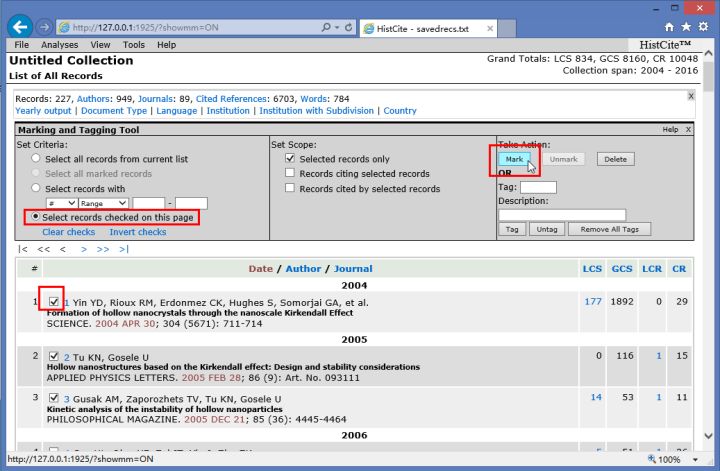 http://127.0.0.1:1925/?showmm=ON
HistCite - savedrecs.txt
File Analyses View Tools Help
HistCite™
Untitled Collection
Grand Totals: LCS 834, GCS 8160, CR 10048
List of All Records
Collection span: 2004 - 2016
Records: 227, Authors: 949, Journals: 89, Cited References: 6703, Words: 784
Yearly output | Document Type | Language | Institution | Institution with Subdivision | Country
Marking and Tagging Tool
Help X
Set Criteria:
Select all records from current list
Select all marked records
Select records with
# Range -
Select records checked on this page
Clear checks Invert checks
Set Scope:
Selected records only
Records citing selected records
Records cited by selected records
Take Action:
Mark Unmark Delete
OR
Tag:
Description:
Tag Untag Remove All Tags
|< << < > >> >|
# Date / Author / Journal LCS GCS LCR CR
2004
1 1 Yin YD, Rioux RM, Erdonmez CK, Hughes S, Somorjai GA, et al. 177 1892 0 29
Formation of hollow nanocrystals through the nanoscale Kirkendall Effect
SCIENCE. 2004 APR 30; 304 (5671): 711-714
2005
2 2 Tu KN, Gosele U 0 116 1 15
Hollow nanostructures based on the Kirkendall effect: Design and stability considerations
APPLIED PHYSICS LETTERS. 2005 FEB 28; 86 (9): Art. No. 093111
3 3 Gusak AM, Zaporozhets TV, Tu KN, Gosele U 14 53 1 11
Kinetic analysis of the instability of hollow nanoparticles
PHILOSOPHICAL MAGAZINE. 2005 DEC 21; 85 (36): 4445-4464
2006
http://127.0.0.1:1925/?showmm=ON
100%